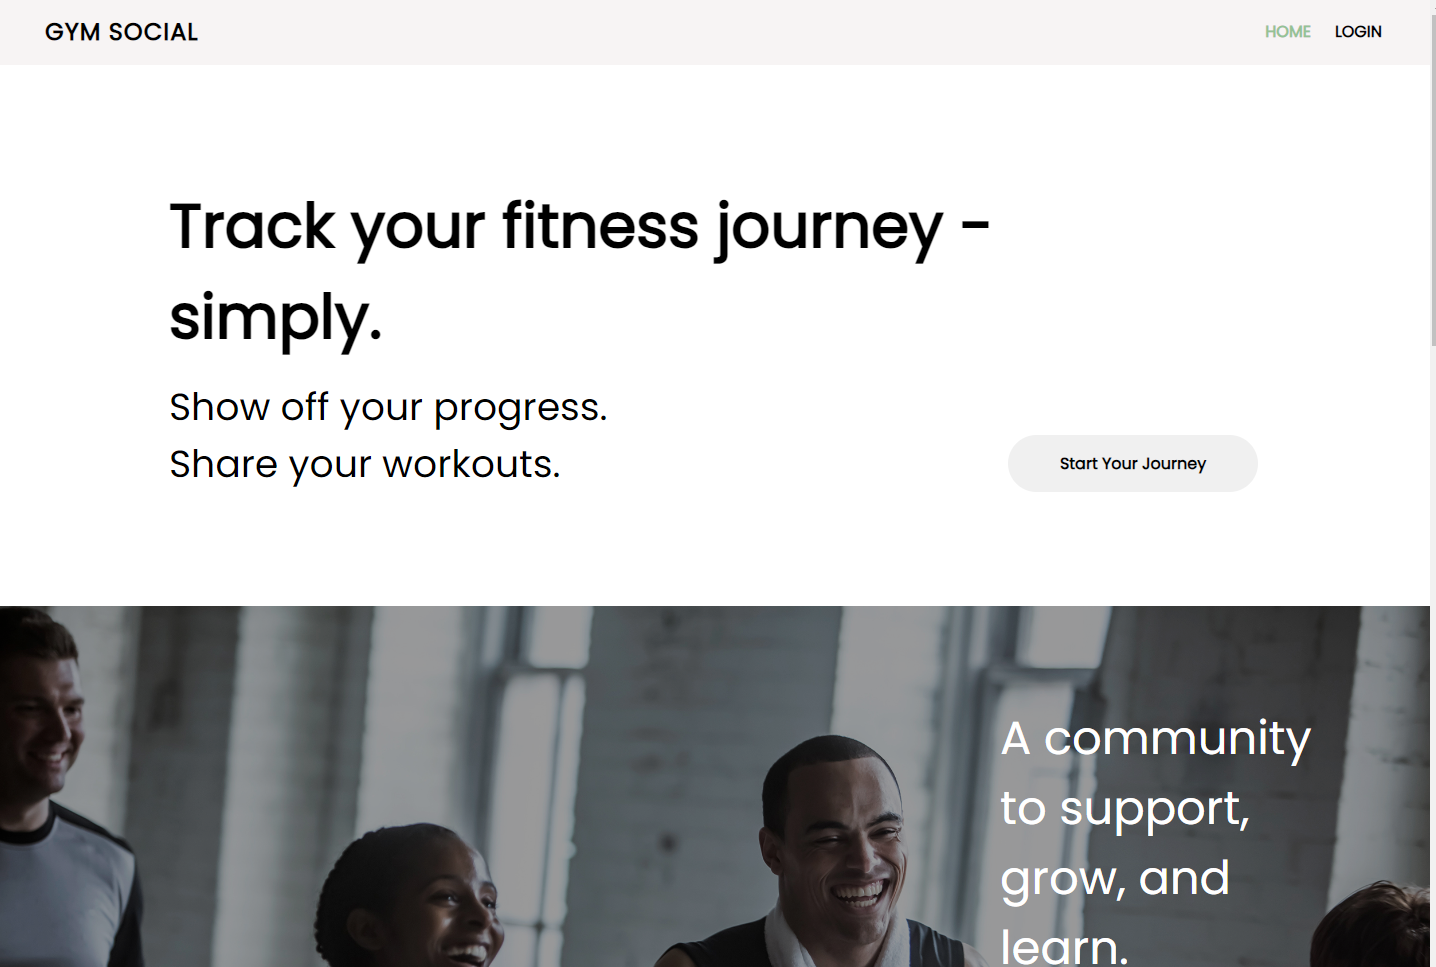 GYM SOCIAL
HOME LOGIN
Track your fitness journey -
simply.
Show off your progress.
Share your workouts.
Start Your Journey
A community
to support,
grow, and
learn.